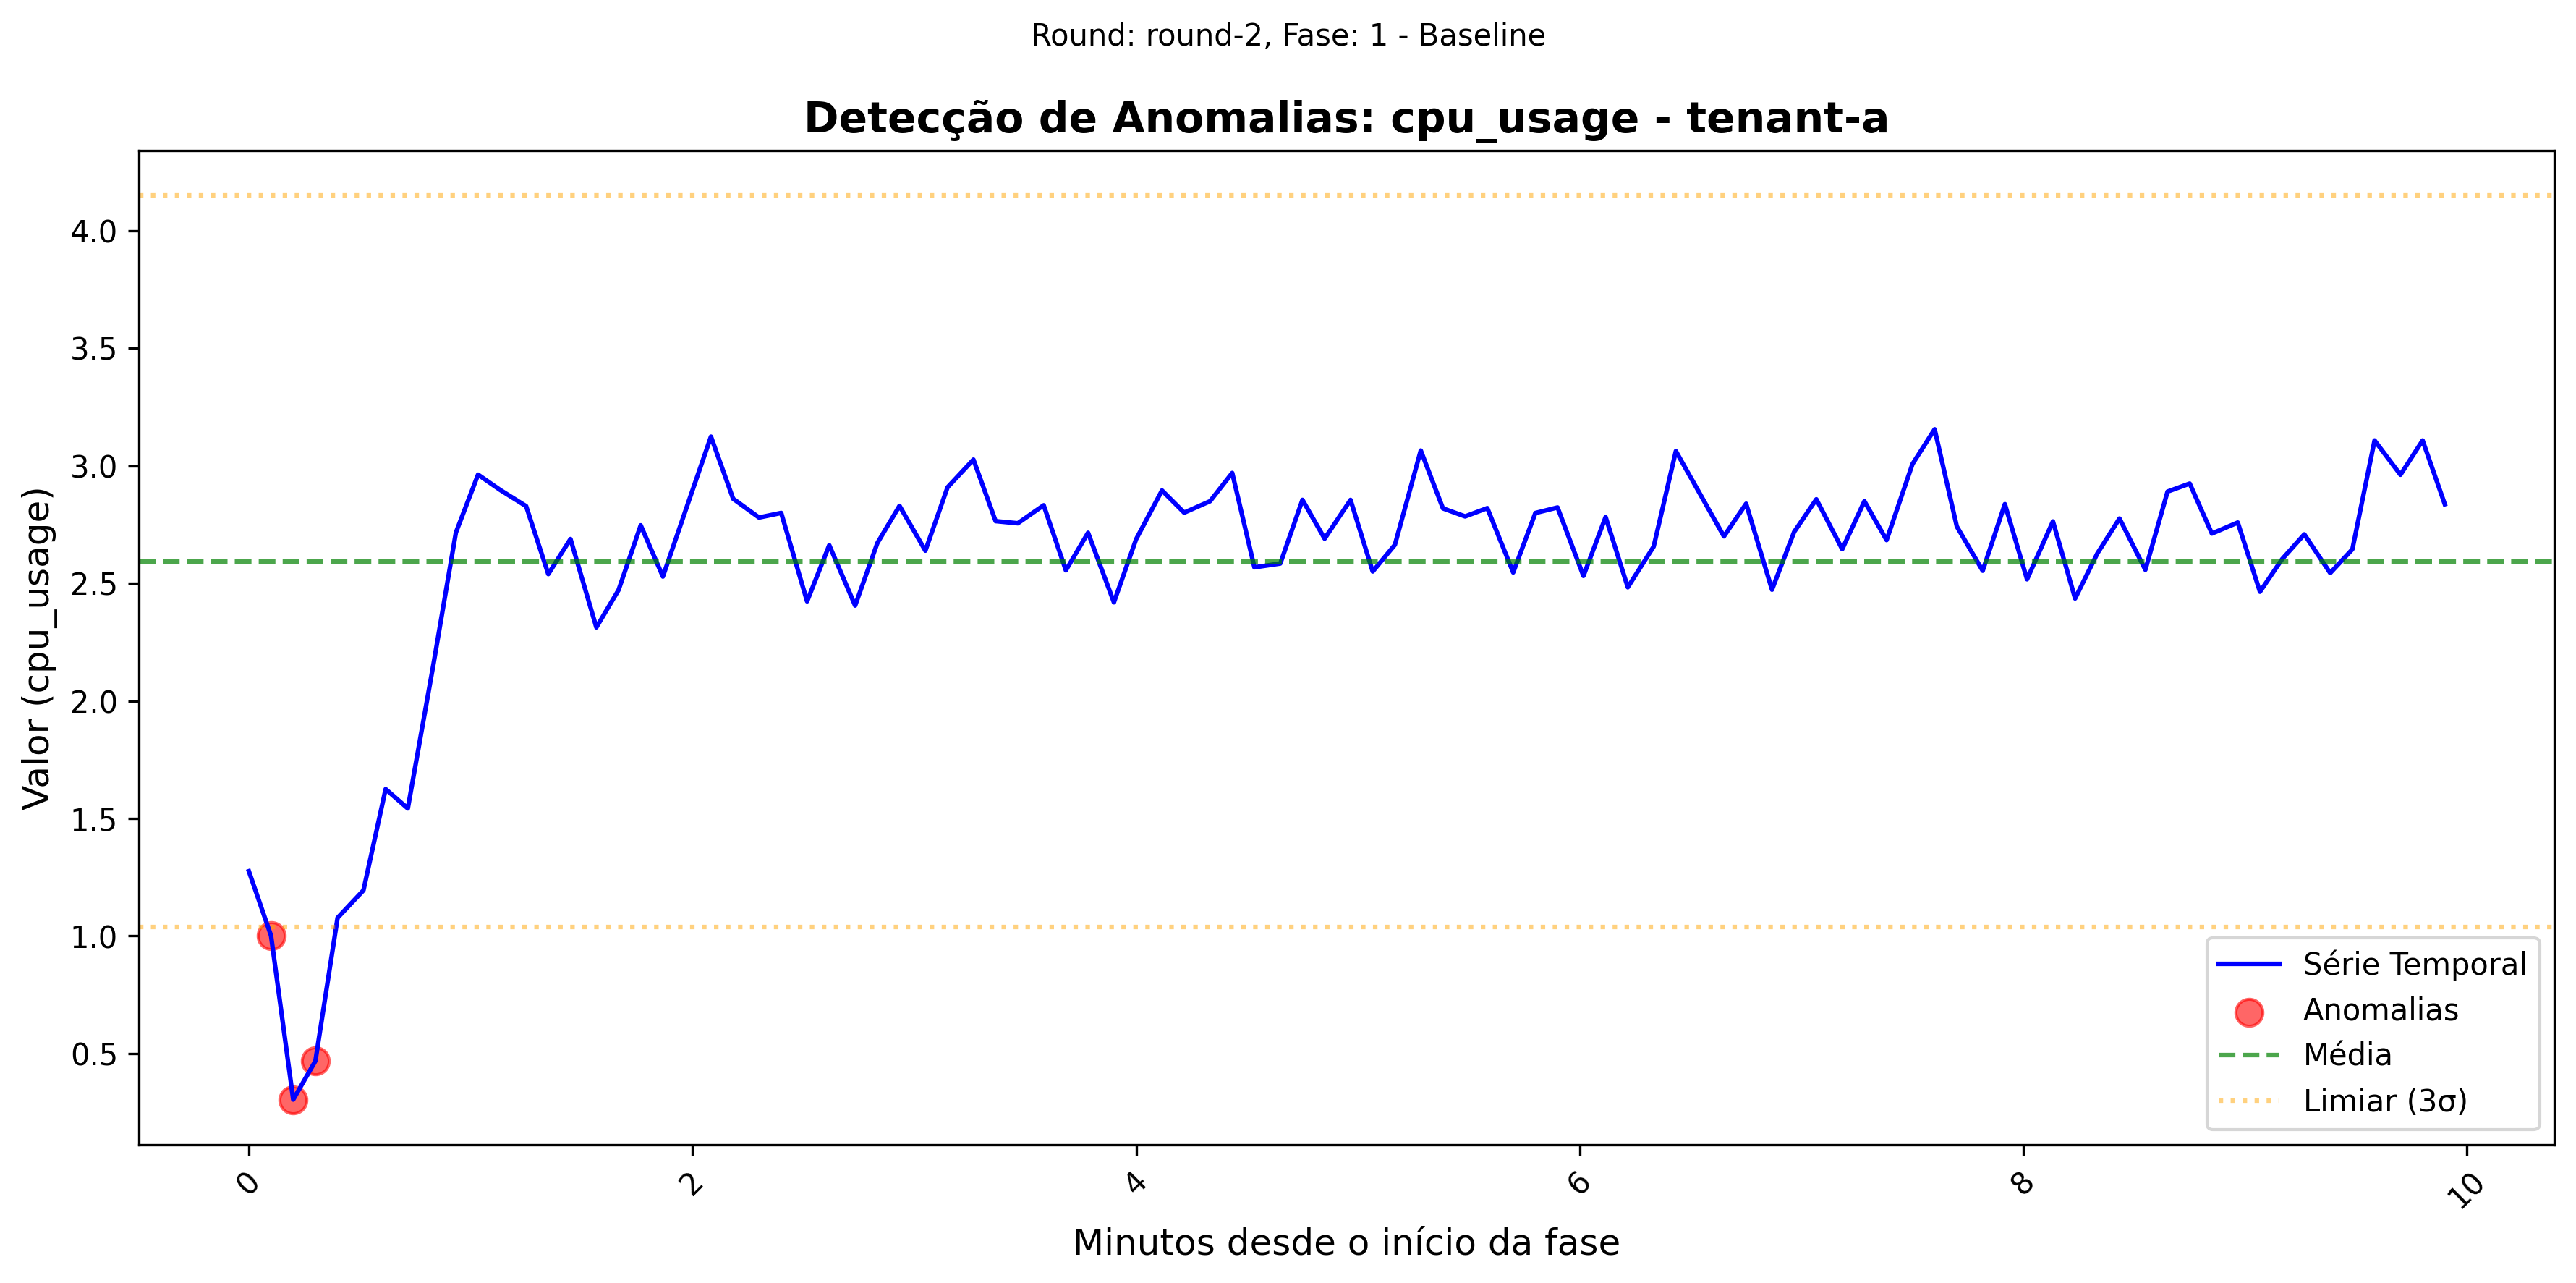 Round: round-2, Fase: 1 - Baseline
Detecção de Anomalias: cpu_usage - tenant-a
Valor (cpu_usage)
4.0
3.5
3.0
2.5
2.0
1.5
1.0
0.5
Série Temporal
Anomalias
Média
Limiar (3σ)
0 2 4 6 8 10
Minutos desde o início da fase